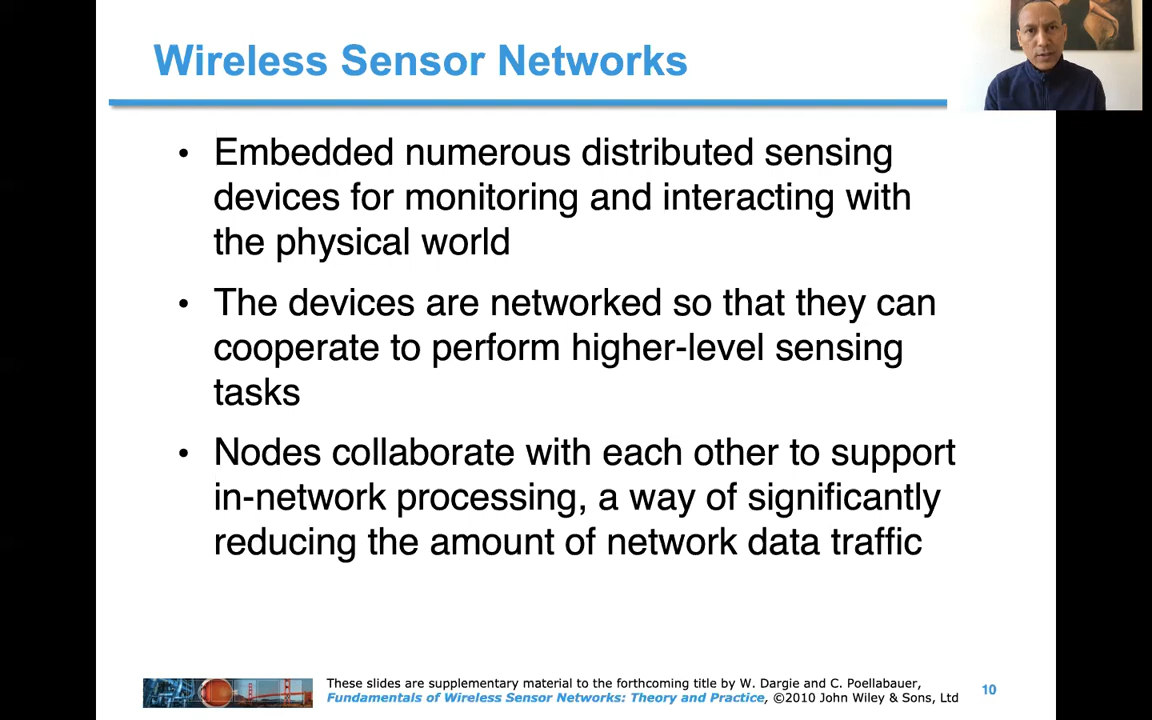 Wireless Sensor Networks
• Embedded numerous distributed sensing
devices for monitoring and interacting with
the physical world
• The devices are networked so that they can
cooperate to perform higher-level sensing
tasks
• Nodes collaborate with each other to support
in-network processing, a way of significantly
reducing the amount of network data traffic
These slides are supplementary material to the forthcoming title by W. Dargie and C. Poellabauer,
Fundamentals of Wireless Sensor Networks: Theory and Practice, ©2010 John Wiley & Sons, Ltd
10